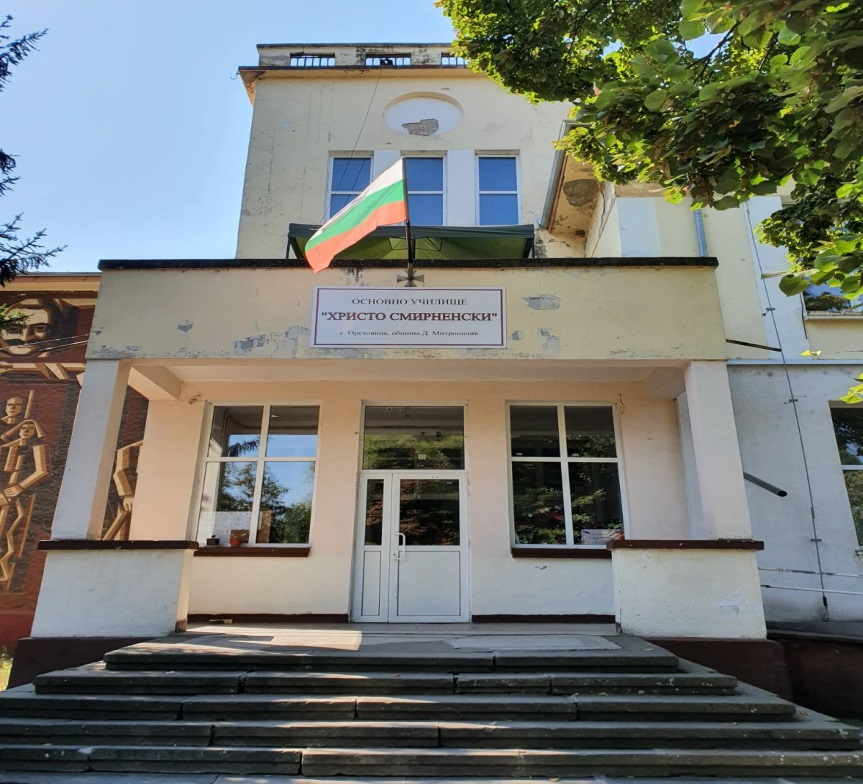 ОСНОВНО УЧИЛИЩЕ
"ХРИСТО СМИРНЕНСКИ"
с. Ореховица, община Д. Митрополия